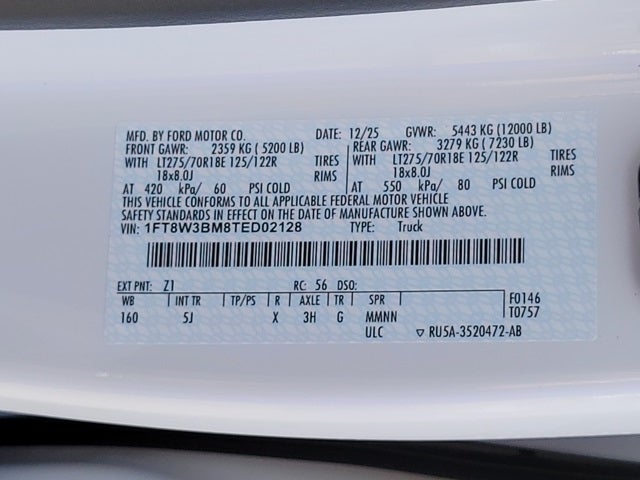 MFD. BY FORD MOTOR CO. DATE: 12/25 GVWR: 5443 KG (12000 LB)
FRONT GAWR: 2359 KG ( 5200 LB) REAR GAWR: 3279 KG ( 7230 LB)
WITH LT275/70R18E 125/122R TIRES WITH LT275/70R18E 125/122R TIRES
18x8.0J RIMS 18x8.0J RIMS
AT 420 kPa/ 60 PSI COLD AT 550 kPa/ 80 PSI COLD
THIS VEHICLE CONFORMS TO ALL APPLICABLE FEDERAL MOTOR VEHICLE
SAFETY STANDARDS IN EFFECT ON THE DATE OF MANUFACTURE SHOWN ABOVE.
VIN: 1FT8W3BM8TED02128 TYPE: Truck
EXT PNT: Z1 RC: 56 DSO:
WB INT TR TP/PS R AXLE TR SPR F0146
160 5J X 3H G MMNN T0757
ULC ▽ RU5A-3520472-AB